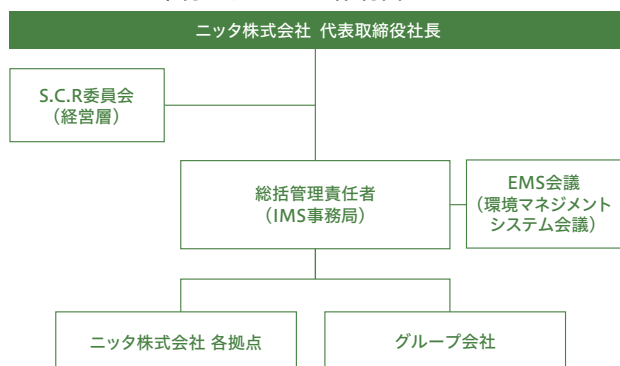 ニッタ株式会社 代表取締役社長
S.C.R委員会
（経営層）
総括管理責任者
（IMS事務局）
EMS会議
（環境マネジメント
システム会議）
ニッタ株式会社 各拠点
グループ会社